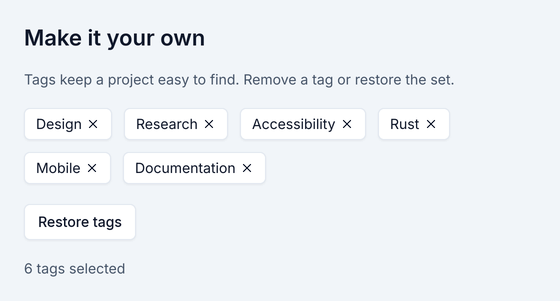 Make it your own
Tags keep a project easy to find. Remove a tag or restore the set.
Design × Research × Accessibility × Rust ×
Mobile × Documentation ×
Restore tags
6 tags selected